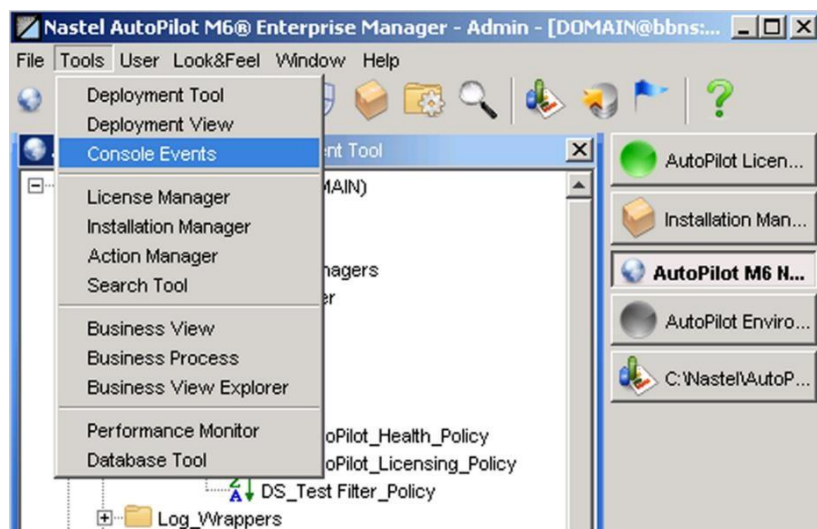 Nastel AutoPilot M6® Enterprise Manager - Admin - [DOMAIN@bbns:...
File Tools User Look&Feel Window Help
Deployment Tool
Deployment View
Console Events
License Manager
Installation Manager
Action Manager
Search Tool
Business View
Business Process
Business View Explorer
Performance Monitor
Database Tool
ent Tool
MAIN)
nagers
er
oPilot_Health_Policy
oPilot_Licensing_Policy
DS_Test Filter_Policy
Log_Wrappers
AutoPilot Licen...
Installation Man...
AutoPilot M6 N...
AutoPilot Enviro...
C:\Nastel\AutoP...